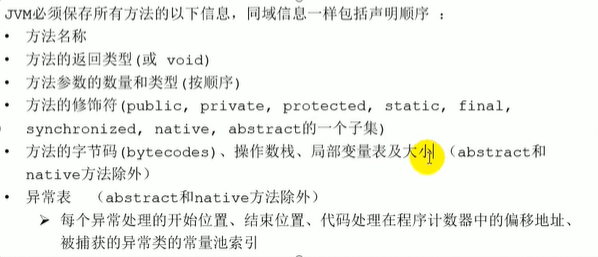 JVM必须保存所有方法的以下信息，同域信息一样包括声明顺序 ：
• 方法名称
• 方法的返回类型(或 void)
• 方法参数的数量和类型(按顺序)
• 方法的修饰符(public, private, protected, static, final,
synchronized, native, abstract的一个子集)
• 方法的字节码(bytecodes)、操作数栈、局部变量表及大小 （abstract和
native方法除外）
• 异常表 （abstract和native方法除外）
➢ 每个异常处理的开始位置、结束位置、代码处理在程序计数器中的偏移地址、
被捕获的异常类的常量池索引